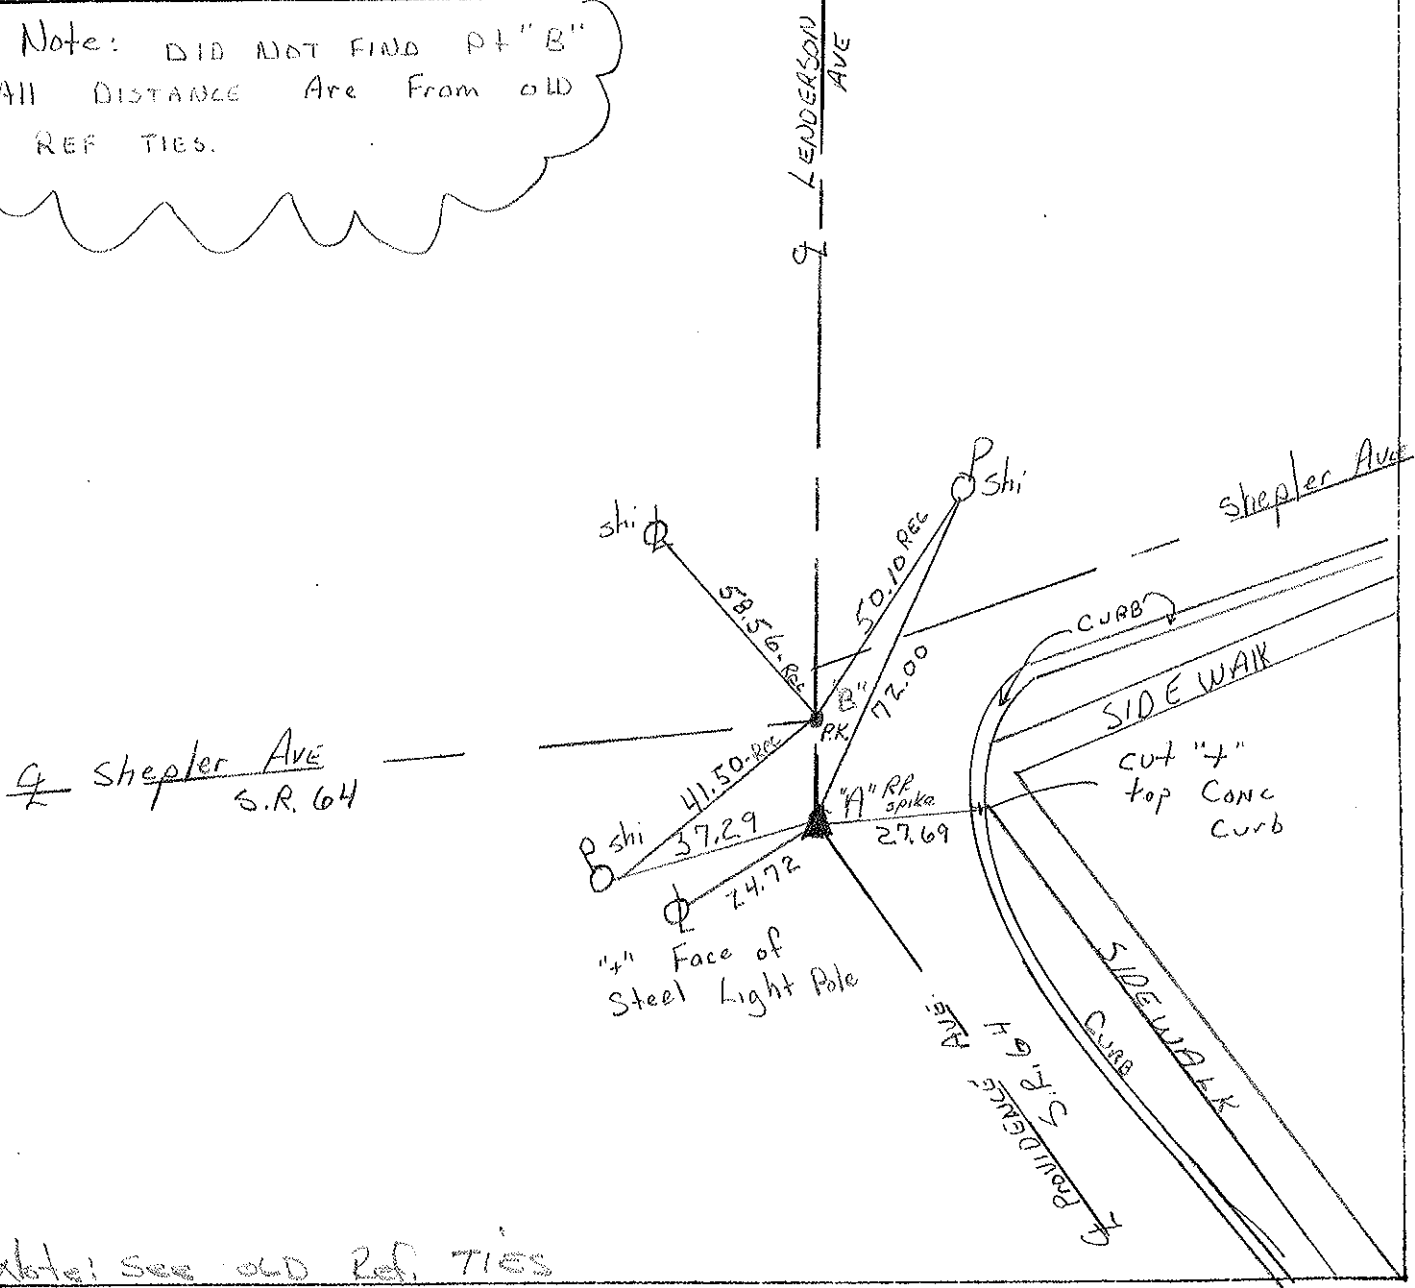 Note: DID NOT FIND Pt "B"
All DISTANCE Are From OLD
REF TIES.
℄ LENDERSON
AVE
P
shi
shi
Shepler Ave
50.10 REC
58.56 REC
72.00
CURB
SIDEWALK
"B"
P.K.
℄ Shepler AVE
S.R. 64
41.50 REC
"A" RR
spike
27.69
cut "+"
top CONC
Curb
P shi
37.29
24.72
"+" Face of
Steel Light Pole
SIDEWALK
CURB
℄ PROVIDENCE AVE.
S.R. 64
Note: See OLD Ref. TIES